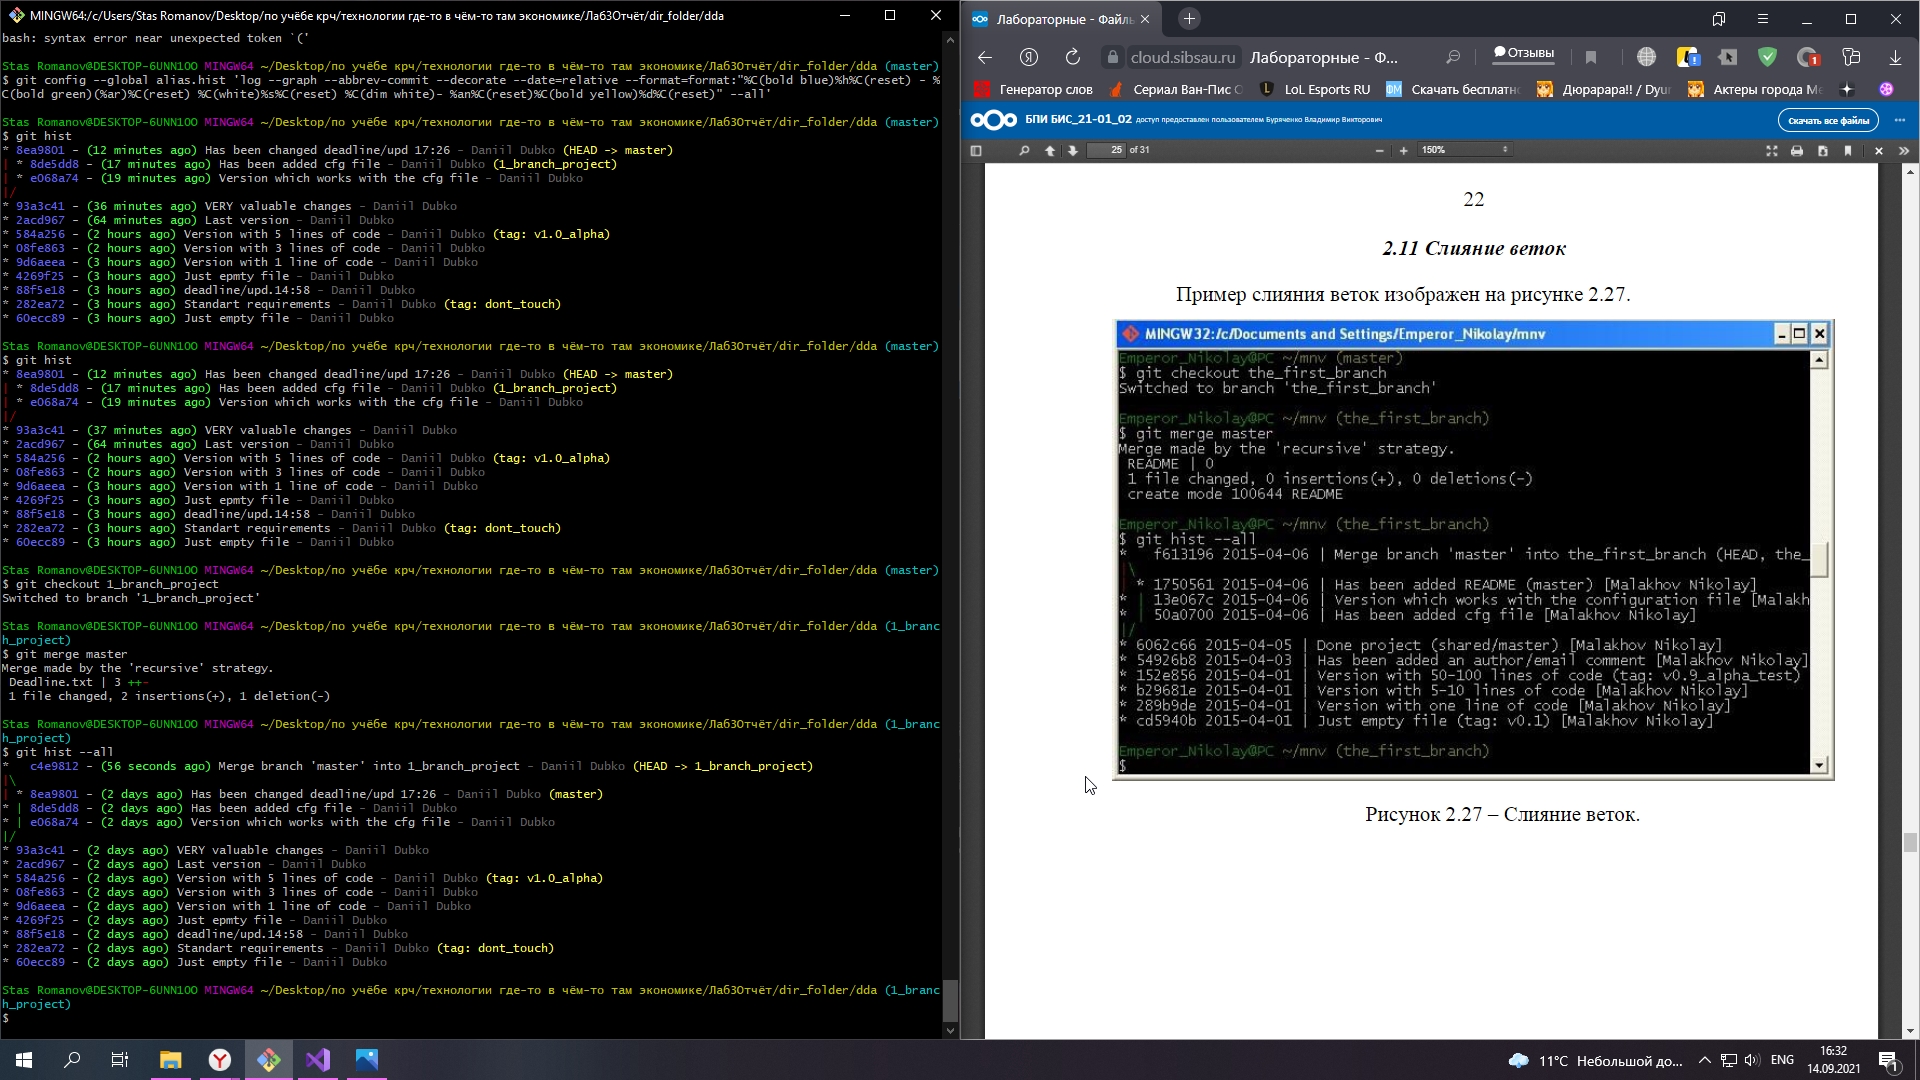 MINGW64:/c/Users/Stas Romanov/Desktop/по учёбе крч/технологии где-то в чём-то там экономике/Лаб3Отчёт/dir_folder/dda
bash: syntax error near unexpected token `('
Stas Romanov@DESKTOP-6UNN1OO MINGW64 ~/Desktop/по учёбе крч/технологии где-то в чём-то там экономике/Лаб3Отчёт/dir_folder/dda (master)
$ git config --global alias.hist 'log --graph --abbrev-commit --decorate --date=relative --format=format:"%C(bold blue)%h%C(reset) - %
C(bold green)(%ar)%C(reset) %C(white)%s%C(reset) %C(dim white)- %an%C(reset)%C(bold yellow)%d%C(reset)" --all'
Stas Romanov@DESKTOP-6UNN1OO MINGW64 ~/Desktop/по учёбе крч/технологии где-то в чём-то там экономике/Лаб3Отчёт/dir_folder/dda (master)
$ git hist
* 8ea9801 - (12 minutes ago) Has been changed deadline/upd 17:26 - Daniil Dubko (HEAD -> master)
| * 8de5dd8 - (17 minutes ago) Has been added cfg file - Daniil Dubko (1_branch_project)
| * e068a74 - (19 minutes ago) Version which works with the cfg file - Daniil Dubko
|/
* 93a3c41 - (36 minutes ago) VERY valuable changes - Daniil Dubko
* 2acd967 - (64 minutes ago) Last version - Daniil Dubko
* 584a256 - (2 hours ago) Version with 5 lines of code - Daniil Dubko (tag: v1.0_alpha)
* 08fe863 - (2 hours ago) Version with 3 lines of code - Daniil Dubko
* 9d6aeea - (3 hours ago) Version with 1 line of code - Daniil Dubko
* 4269f25 - (3 hours ago) Just epmty file - Daniil Dubko
* 88f5e18 - (3 hours ago) deadline/upd.14:58 - Daniil Dubko
* 282ea72 - (3 hours ago) Standart requirements - Daniil Dubko (tag: dont_touch)
* 60ecc89 - (3 hours ago) Just empty file - Daniil Dubko
Stas Romanov@DESKTOP-6UNN1OO MINGW64 ~/Desktop/по учёбе крч/технологии где-то в чём-то там экономике/Лаб3Отчёт/dir_folder/dda (master)
$ git hist
* 8ea9801 - (12 minutes ago) Has been changed deadline/upd 17:26 - Daniil Dubko (HEAD -> master)
| * 8de5dd8 - (17 minutes ago) Has been added cfg file - Daniil Dubko (1_branch_project)
| * e068a74 - (19 minutes ago) Version which works with the cfg file - Daniil Dubko
|/
* 93a3c41 - (37 minutes ago) VERY valuable changes - Daniil Dubko
* 2acd967 - (64 minutes ago) Last version - Daniil Dubko
* 584a256 - (2 hours ago) Version with 5 lines of code - Daniil Dubko (tag: v1.0_alpha)
* 08fe863 - (2 hours ago) Version with 3 lines of code - Daniil Dubko
* 9d6aeea - (3 hours ago) Version with 1 line of code - Daniil Dubko
* 4269f25 - (3 hours ago) Just epmty file - Daniil Dubko
* 88f5e18 - (3 hours ago) deadline/upd.14:58 - Daniil Dubko
* 282ea72 - (3 hours ago) Standart requirements - Daniil Dubko (tag: dont_touch)
* 60ecc89 - (3 hours ago) Just empty file - Daniil Dubko
Stas Romanov@DESKTOP-6UNN1OO MINGW64 ~/Desktop/по учёбе крч/технологии где-то в чём-то там экономике/Лаб3Отчёт/dir_folder/dda (master)
$ git checkout 1_branch_project
Switched to branch '1_branch_project'
Stas Romanov@DESKTOP-6UNN1OO MINGW64 ~/Desktop/по учёбе крч/технологии где-то в чём-то там экономике/Лаб3Отчёт/dir_folder/dda (1_branc
h_project)
$ git merge master
Merge made by the 'recursive' strategy.
Deadline.txt | 3 ++-
1 file changed, 2 insertions(+), 1 deletion(-)
Stas Romanov@DESKTOP-6UNN1OO MINGW64 ~/Desktop/по учёбе крч/технологии где-то в чём-то там экономике/Лаб3Отчёт/dir_folder/dda (1_branc
h_project)
$ git hist --all
*   c4e9812 - (56 seconds ago) Merge branch 'master' into 1_branch_project - Daniil Dubko (HEAD -> 1_branch_project)
|\
| * 8ea9801 - (2 days ago) Has been changed deadline/upd 17:26 - Daniil Dubko (master)
* | 8de5dd8 - (2 days ago) Has been added cfg file - Daniil Dubko
* | e068a74 - (2 days ago) Version which works with the cfg file - Daniil Dubko
|/
* 93a3c41 - (2 days ago) VERY valuable changes - Daniil Dubko
* 2acd967 - (2 days ago) Last version - Daniil Dubko
* 584a256 - (2 days ago) Version with 5 lines of code - Daniil Dubko (tag: v1.0_alpha)
* 08fe863 - (2 days ago) Version with 3 lines of code - Daniil Dubko
* 9d6aeea - (2 days ago) Version with 1 line of code - Daniil Dubko
* 4269f25 - (2 days ago) Just epmty file - Daniil Dubko
* 88f5e18 - (2 days ago) deadline/upd.14:58 - Daniil Dubko
* 282ea72 - (2 days ago) Standart requirements - Daniil Dubko (tag: dont_touch)
* 60ecc89 - (2 days ago) Just empty file - Daniil Dubko
Stas Romanov@DESKTOP-6UNN1OO MINGW64 ~/Desktop/по учёбе крч/технологии где-то в чём-то там экономике/Лаб3Отчёт/dir_folder/dda (1_branc
h_project)
$
Лабораторные - Файль
cloud.sibsau.ru Лабораторные - Ф... Отзывы
Генератор слов Сериал Ван-Пис С LoL Esports RU Скачать бесплатн Дюрарара!! / Dyur Актеры города М
БПИ БИС_21-01_02 доступ предоставлен пользователем Буряченко Владимир Викторович Скачать все файлы
25 of 31 150%
22
2.11 Слияние веток
Пример слияния веток изображен на рисунке 2.27.
MINGW32:/c/Documents and Settings/Emperor_Nikolay/mnv
Emperor_Nikolay@PC ~/mnv (master)
$ git checkout the_first_branch
Switched to branch 'the_first_branch'
Emperor_Nikolay@PC ~/mnv (the_first_branch)
$ git merge master
Merge made by the 'recursive' strategy.
README | 0
1 file changed, 0 insertions(+), 0 deletions(-)
create mode 100644 README
Emperor_Nikolay@PC ~/mnv (the_first_branch)
$ git hist --all
*   f613196 2015-04-06 | Merge branch 'master' into the_first_branch (HEAD, the_
|\
| * 1750561 2015-04-06 | Has been added README (master) [Malakhov Nikolay]
* | 13e067c 2015-04-06 | Version which works with the configuration file [Malakh
* | 50a0700 2015-04-06 | Has been added cfg file [Malakhov Nikolay]
|/
* 6062c66 2015-04-05 | Done project (shared/master) [Malakhov Nikolay]
* 54926b8 2015-04-03 | Has been added an author/email comment [Malakhov Nikolay]
* 152e856 2015-04-01 | Version with 50-100 lines of code (tag: v0.9_alpha_test)
* b29681e 2015-04-01 | Version with 5-10 lines of code [Malakhov Nikolay]
* 289b9de 2015-04-01 | Version with one line of code [Malakhov Nikolay]
* cd5940b 2015-04-01 | Just empty file (tag: v0.1) [Malakhov Nikolay]
Emperor_Nikolay@PC ~/mnv (the_first_branch)
$
Рисунок 2.27 – Слияние веток.
11°C Небольшой до... ENG 16:32
14.09.2021